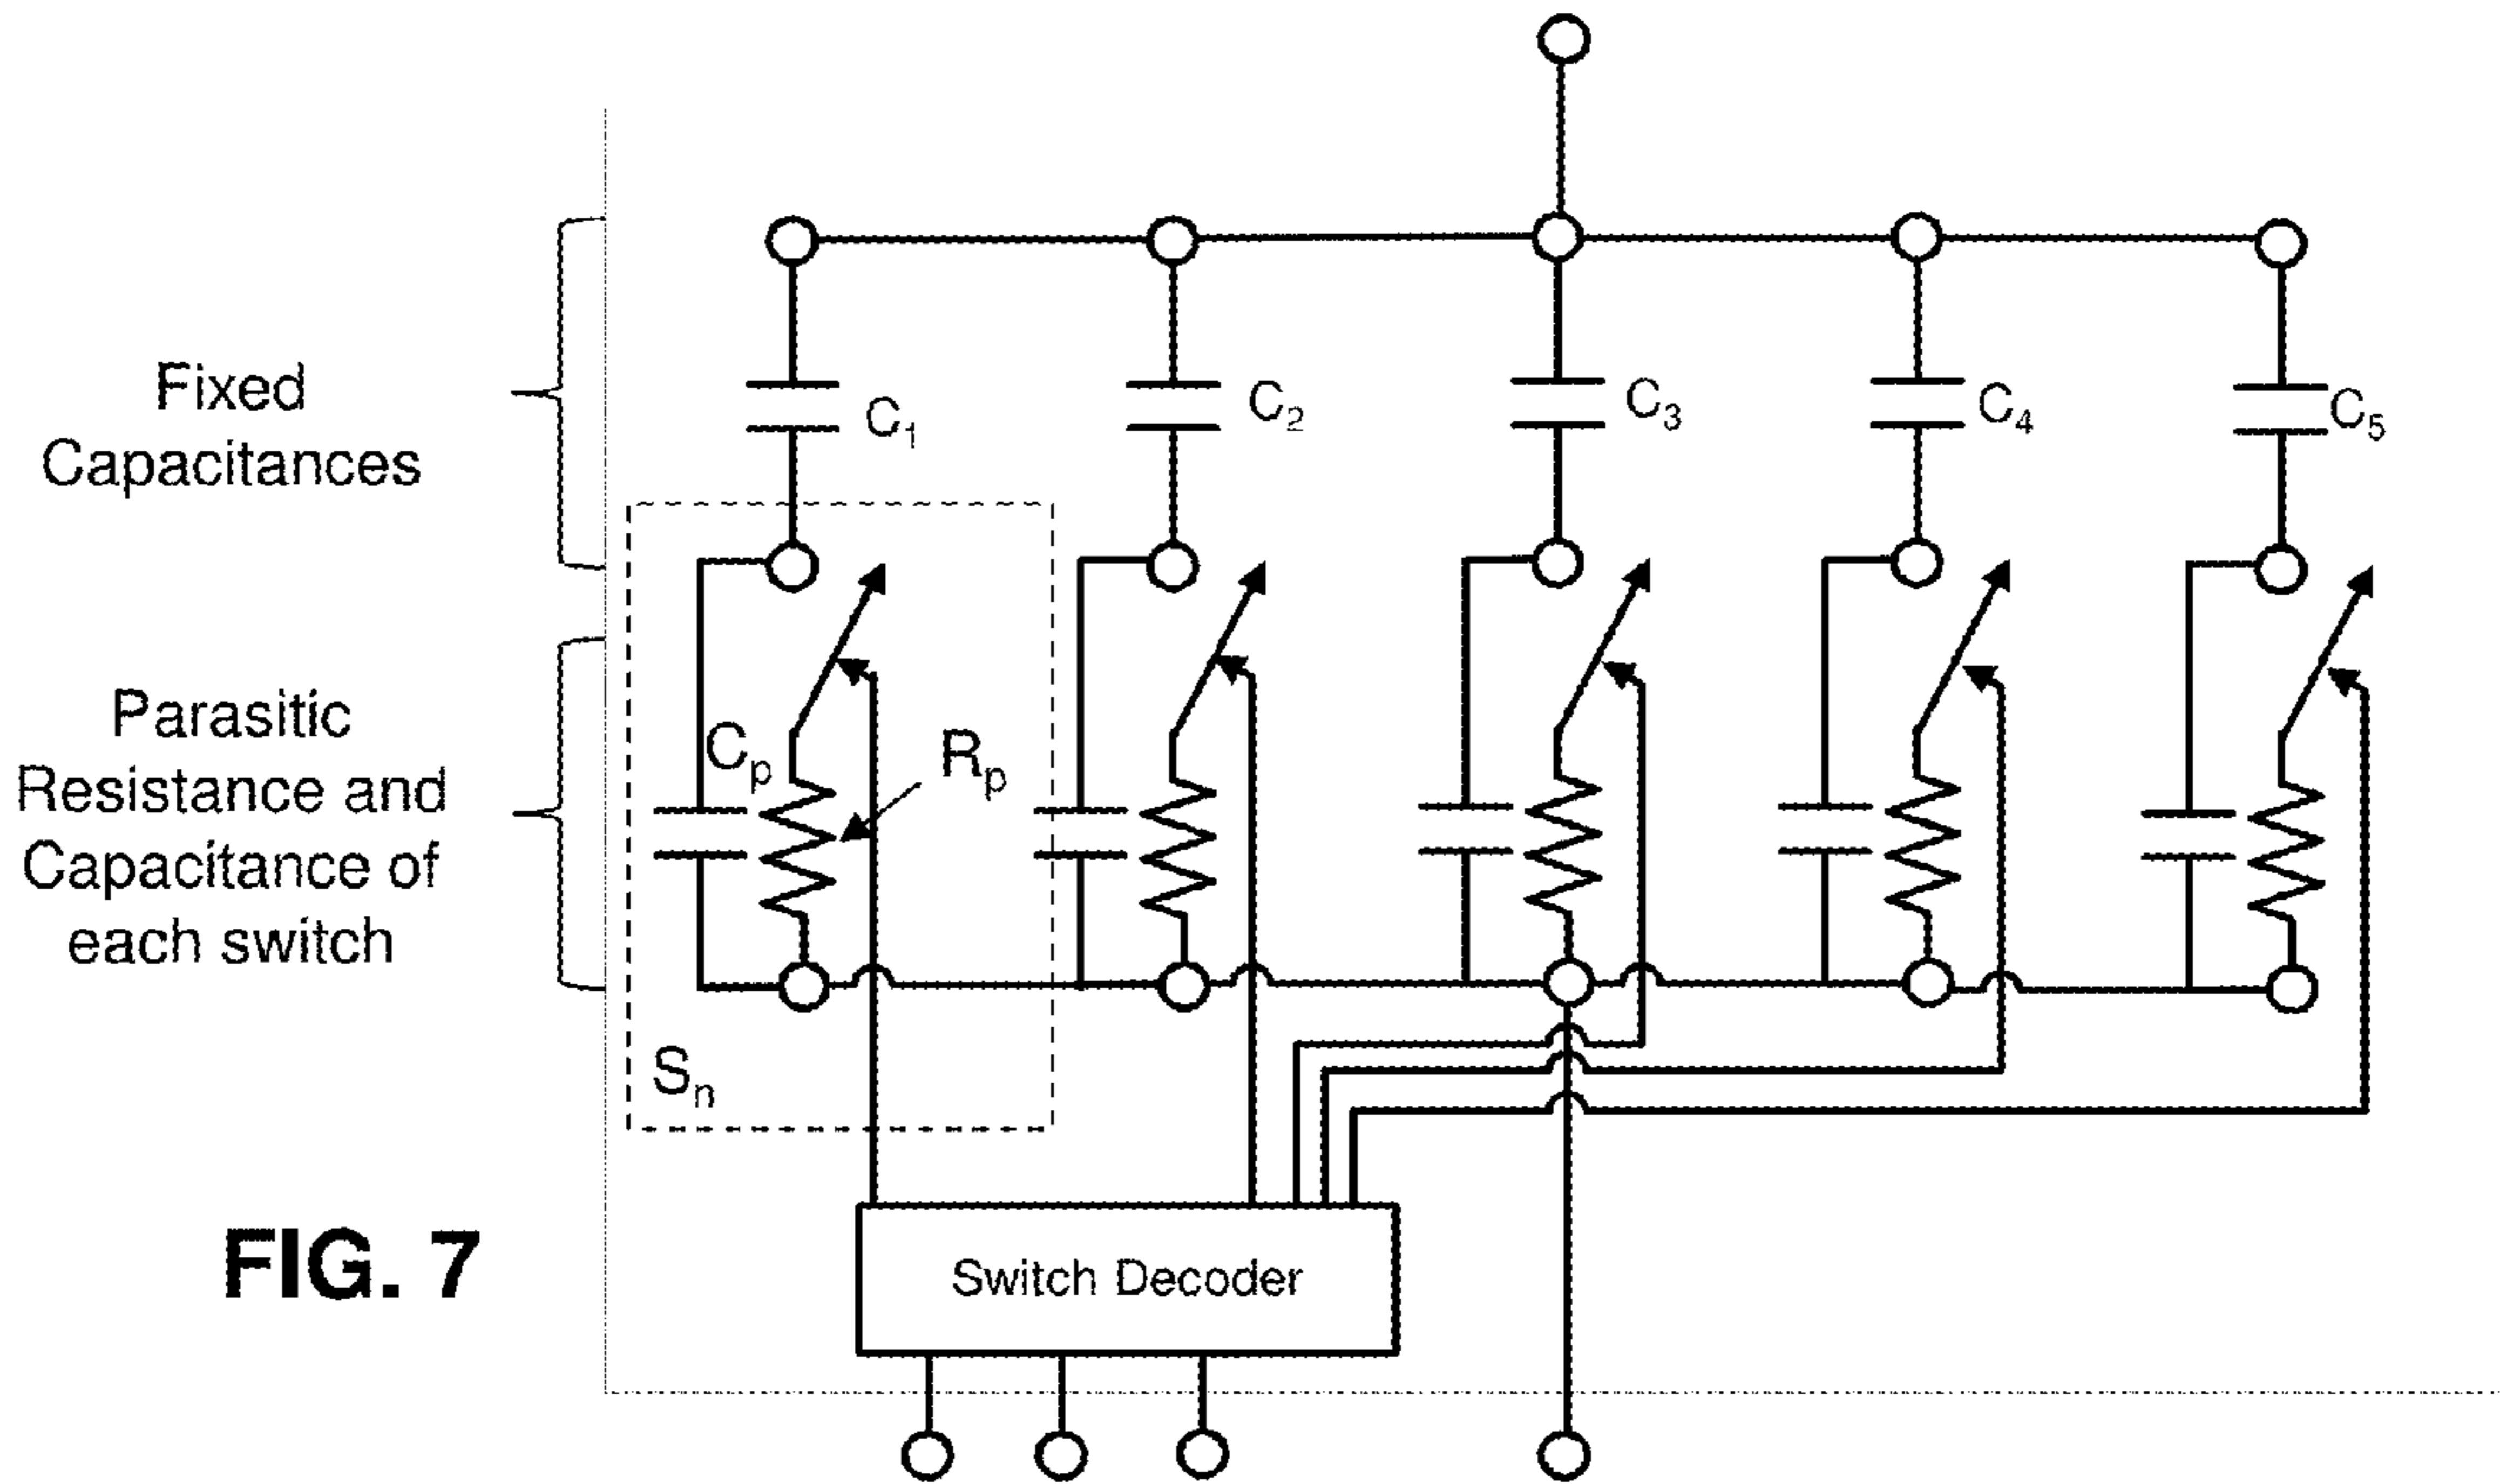 Fixed
Capacitances
C1
C2
C3
C4
C5
Parasitic
Resistance and
Capacitance of
each switch
Cp
Rp
Sn
Switch Decoder
FIG. 7